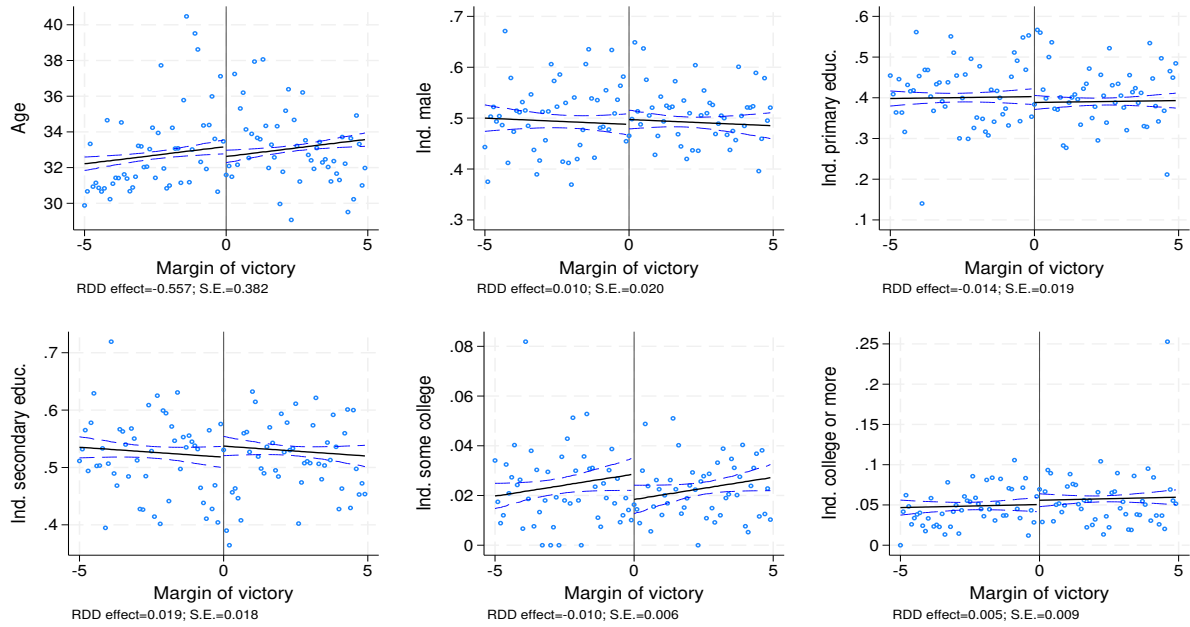 Age
40
38
36
34
32
30
-5
0
5
Margin of victory
RDD effect=-0.557; S.E.=0.382
Ind. male
.7
.6
.5
.4
.3
-5
0
5
Margin of victory
RDD effect=0.010; S.E.=0.020
Ind. primary educ.
.6
.5
.4
.3
.2
.1
-5
0
5
Margin of victory
RDD effect=-0.014; S.E.=0.019
Ind. secondary educ.
.7
.6
.5
.4
-5
0
5
Margin of victory
RDD effect=0.019; S.E.=0.018
Ind. some college
.08
.06
.04
.02
0
-5
0
5
Margin of victory
RDD effect=-0.010; S.E.=0.006
Ind. college or more
.25
.2
.15
.1
.05
0
-5
0
5
Margin of victory
RDD effect=0.005; S.E.=0.009